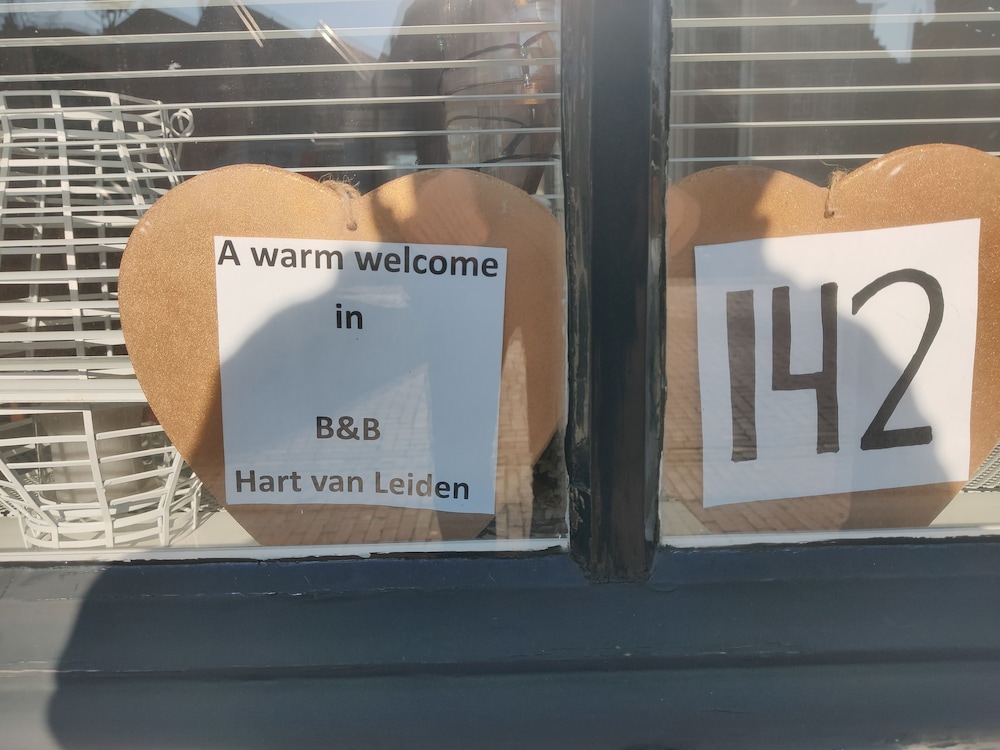 A warm welcome
in
B&B
Hart van Leiden
142